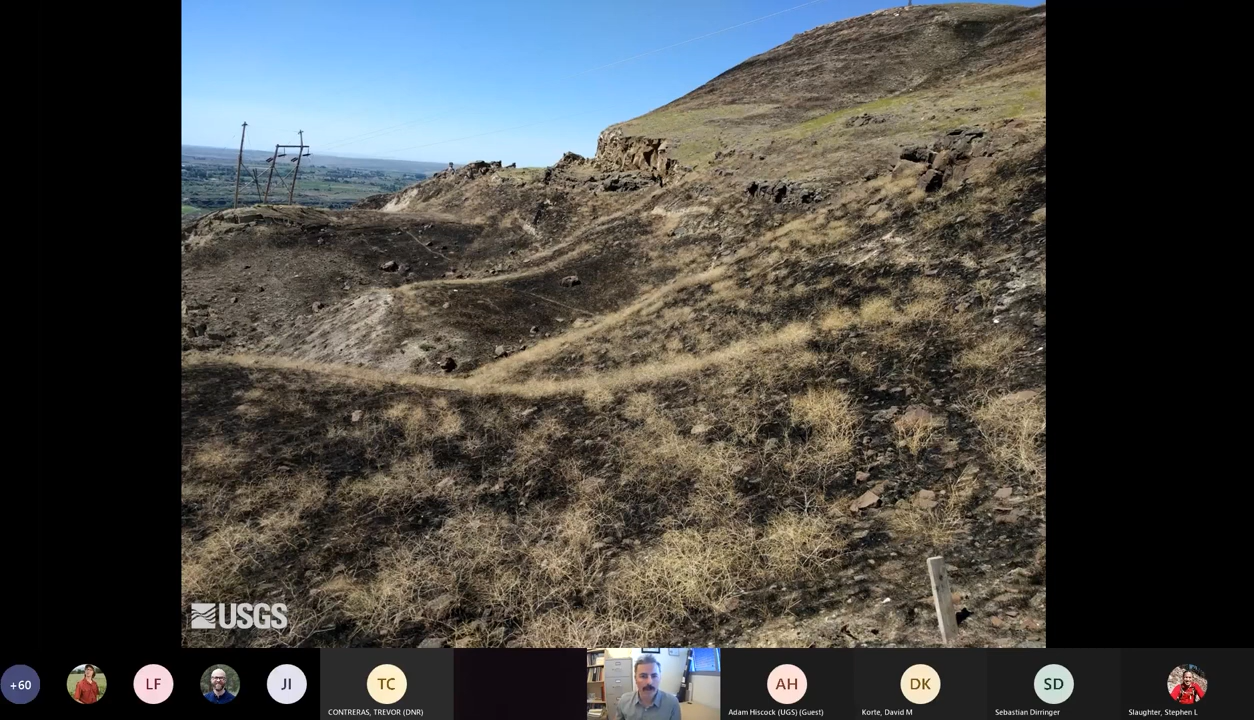 USGS
+60
LF
JI
TC
CONTRERAS, TREVOR (DNR)
AH
Adam Hiscock (UGS) (Guest)
DK
Korte, David M
SD
Sebastian Dirringer
Slaughter, Stephen L